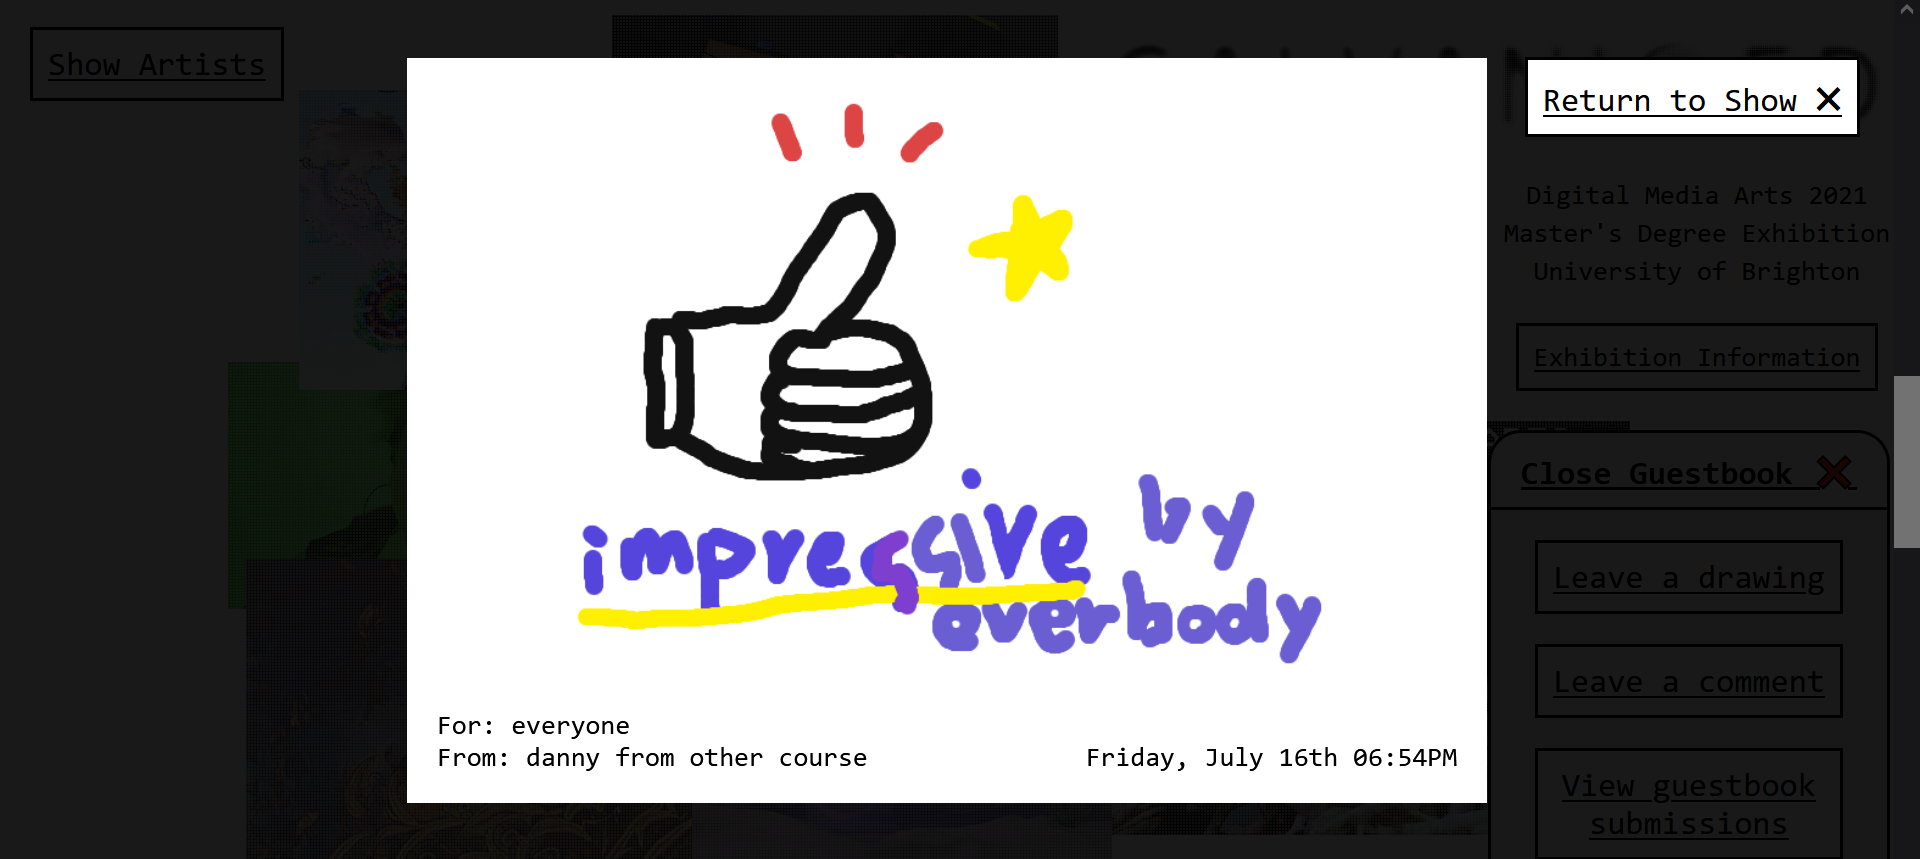 Show Artists
GALVANISED
Return to Show ✕
Digital Media Arts 2021
Master's Degree Exhibition
University of Brighton
Exhibition Information
Close Guestbook ❌
Leave a drawing
Leave a comment
View guestbook
submissions
impressive by
everbody
For: everyone
From: danny from other course
Friday, July 16th 06:54PM